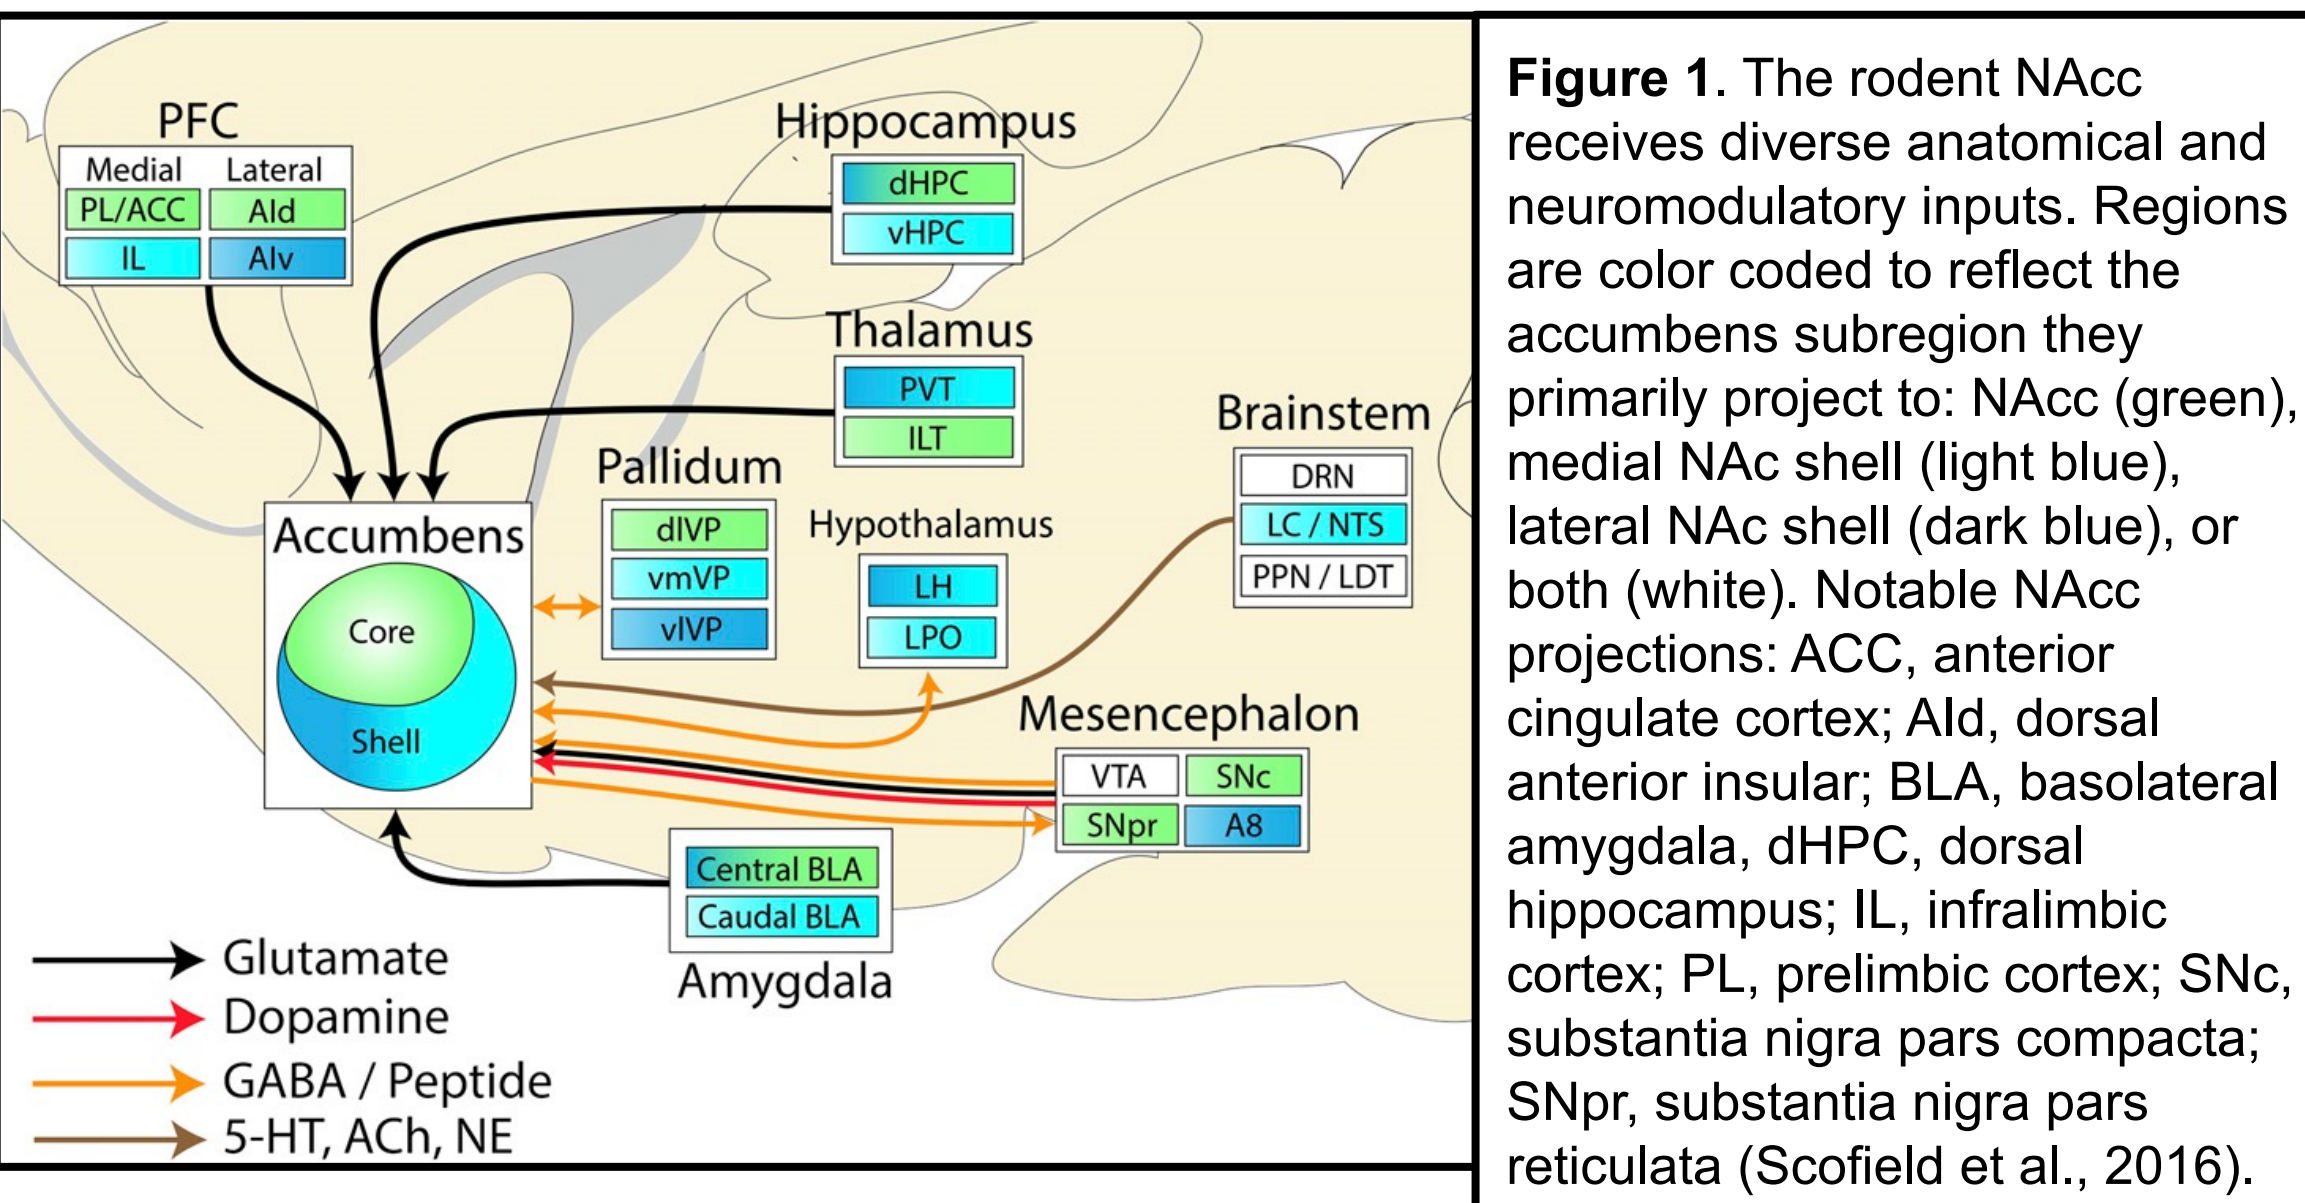 PFC
Medial Lateral
PL/ACC AId
IL AIv
Hippocampus
dHPC
vHPC
Thalamus
PVT
ILT
Brainstem
DRN
LC / NTS
PPN / LDT
Pallidum
dlVP
vmVP
vlVP
Hypothalamus
LH
LPO
Accumbens
Core
Shell
Mesencephalon
VTA SNc
SNpr A8
Central BLA
Caudal BLA
Amygdala
Glutamate
Dopamine
GABA / Peptide
5-HT, ACh, NE
Figure 1. The rodent NAcc
receives diverse anatomical and
neuromodulatory inputs. Regions
are color coded to reflect the
accumbens subregion they
primarily project to: NAcc (green),
medial NAc shell (light blue),
lateral NAc shell (dark blue), or
both (white). Notable NAcc
projections: ACC, anterior
cingulate cortex; AId, dorsal
anterior insular; BLA, basolateral
amygdala, dHPC, dorsal
hippocampus; IL, infralimbic
cortex; PL, prelimbic cortex; SNc,
substantia nigra pars compacta;
SNpr, substantia nigra pars
reticulata (Scofield et al., 2016).